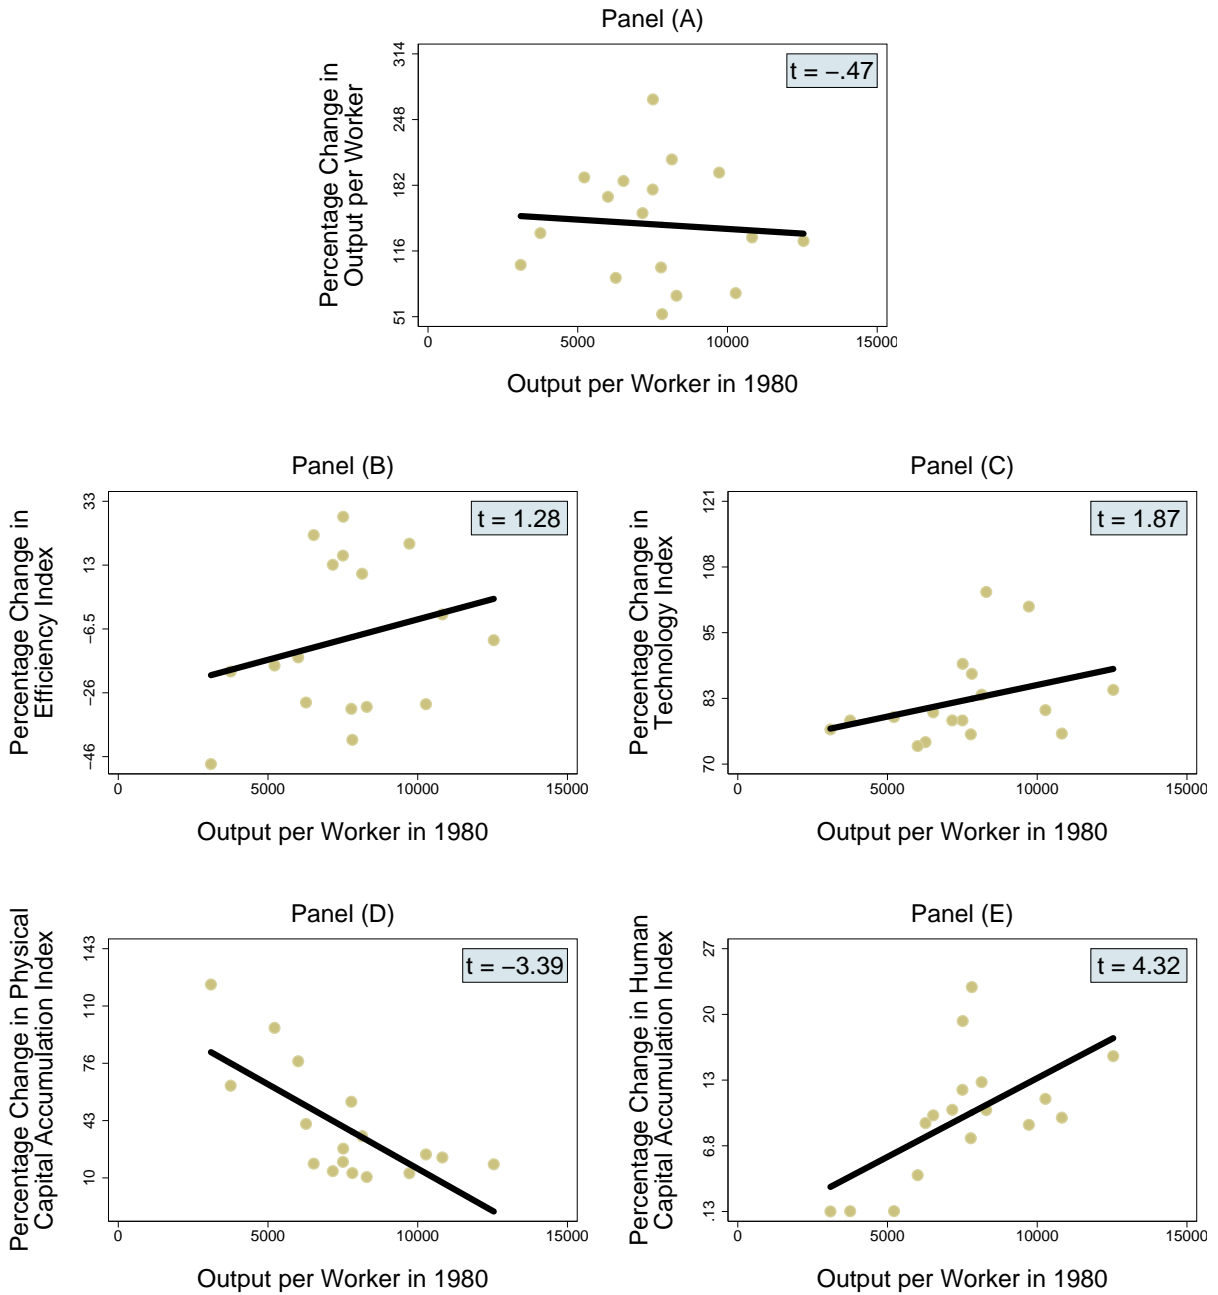 Panel (A)
Percentage Change in
Output per Worker
314
248
182
116
51
t = −.47
0
5000
10000
15000
Output per Worker in 1980
Panel (B)
Percentage Change in
Efficiency Index
33
13
−6.5
−26
−46
t = 1.28
0
5000
10000
15000
Output per Worker in 1980
Panel (C)
Percentage Change in
Technology Index
121
108
95
83
70
t = 1.87
0
5000
10000
15000
Output per Worker in 1980
Panel (D)
Percentage Change in Physical
Capital Accumulation Index
143
110
76
43
10
t = −3.39
0
5000
10000
15000
Output per Worker in 1980
Panel (E)
Percentage Change in Human
Capital Accumulation Index
27
20
13
6.8
.13
t = 4.32
0
5000
10000
15000
Output per Worker in 1980